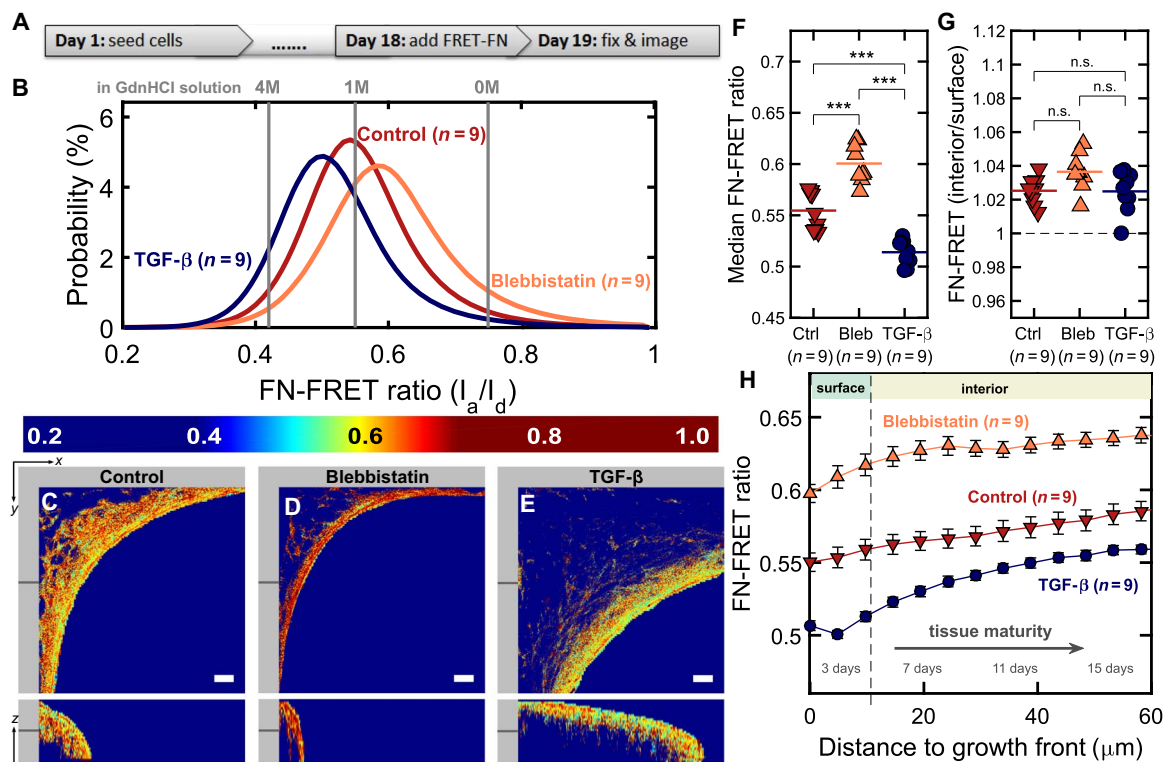 A
Day 1: seed cells
.......
Day 18: add FRET-FN
Day 19: fix & image
B
in GdnHCl solution
4M
1M
0M
Probability (%)
6
4
2
0
Control (n = 9)
TGF-β (n = 9)
Blebbistatin (n = 9)
0.2
0.4
0.6
0.8
1
FN-FRET ratio (Ia/Id)
0.2
0.4
0.6
0.8
1.0
x
y
Control
C
Blebbistatin
D
TGF-β
E
z
F
Median FN-FRET ratio
0.7
0.65
0.6
0.55
0.5
0.45
***
***
***
Ctrl
(n = 9)
Bleb
(n = 9)
TGF-β
(n = 9)
G
FN-FRET (interior/surface)
1.12
1.1
1.08
1.06
1.04
1.02
1
0.98
0.96
n.s.
n.s.
n.s.
Ctrl
(n = 9)
Bleb
(n = 9)
TGF-β
(n = 9)
H
surface
interior
FN-FRET ratio
0.65
0.6
0.55
0.5
Blebbistatin (n = 9)
Control (n = 9)
TGF-β (n = 9)
tissue maturity
3 days
7 days
11 days
15 days
0
20
40
60
Distance to growth front (μm)